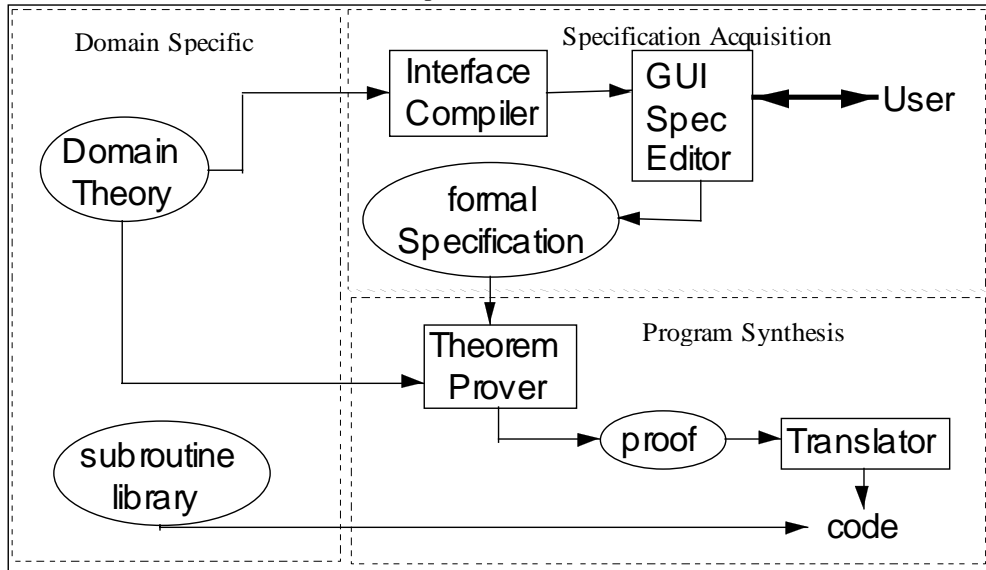 Domain Specific
Specification Acquisition
Interface
Compiler
GUI
Spec
Editor
User
Domain
Theory
formal
Specification
Program Synthesis
Theorem
Prover
proof
Translator
subroutine
library
code